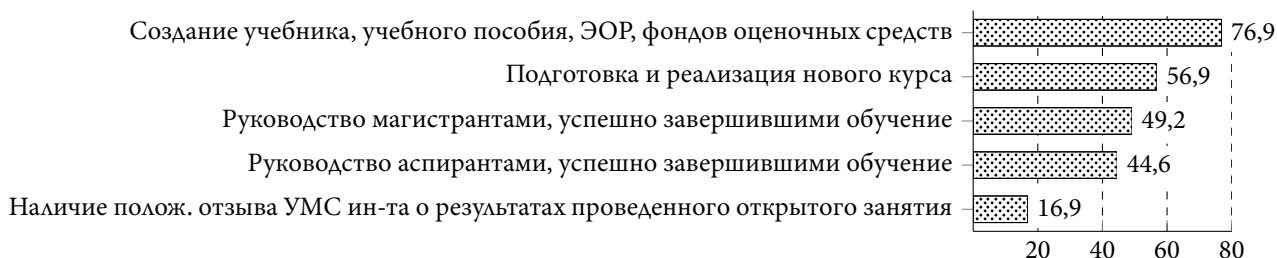 Создание учебника, учебного пособия, ЭОР, фондов оценочных средств 76,9
Подготовка и реализация нового курса 56,9
Руководство магистрантами, успешно завершившими обучение 49,2
Руководство аспирантами, успешно завершившими обучение 44,6
Наличие полож. отзыва УМС ин-та о результатах проведенного открытого занятия 16,9
20 40 60 80